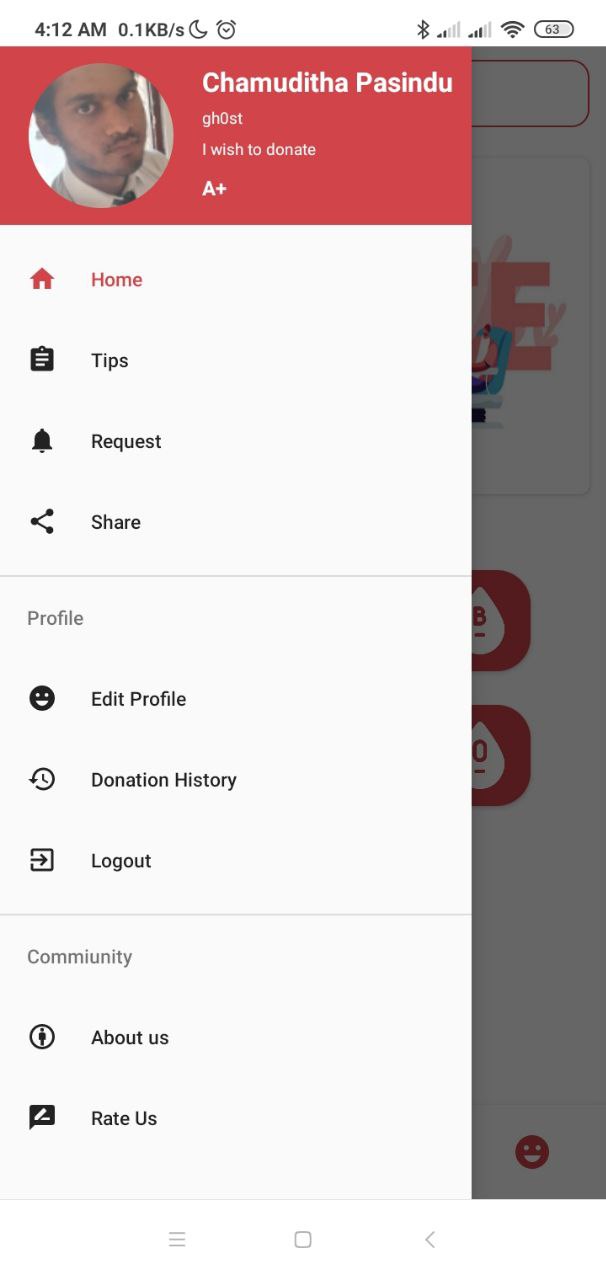 4:12 AM 0.1KB/s
63
Chamuditha Pasindu
gh0st
I wish to donate
A+
E
Home
Tips
Request
Share
B
-
Profile
Edit Profile
O
-
Donation History
Logout
Commiunity
About us
Rate Us